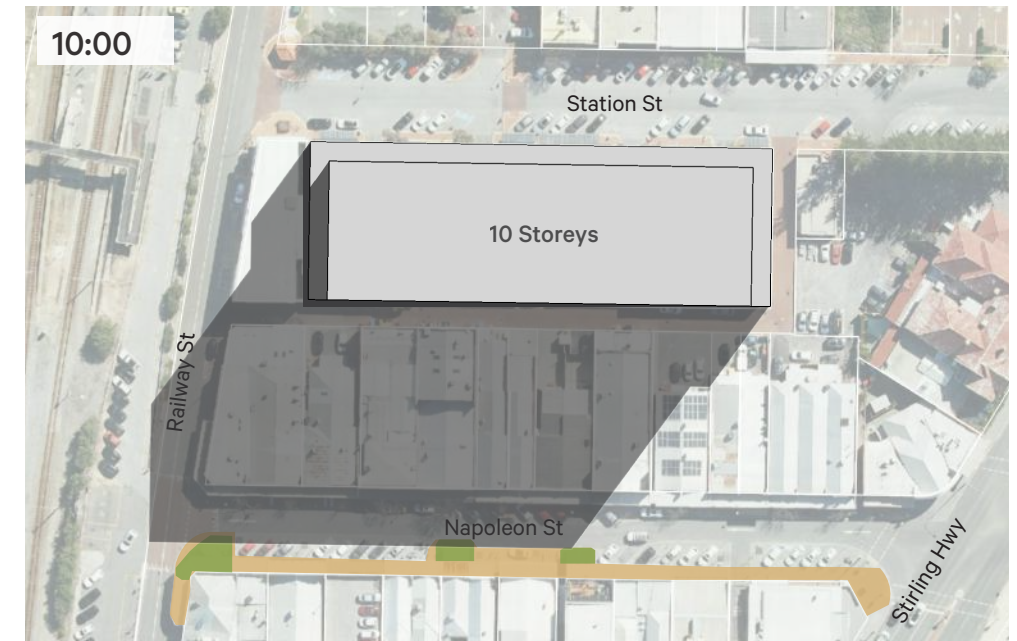 10:00
Station St
10 Storeys
Railway St
Napoleon St
Stirling Hwy